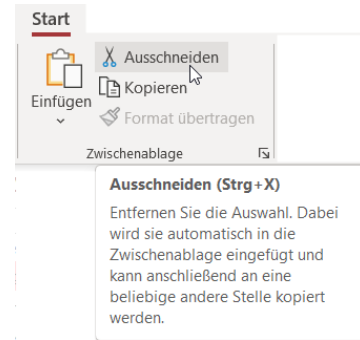 Start
Ausschneiden
Kopieren
Einfügen
Format übertragen
Zwischenablage
Ausschneiden (Strg+X)
Entfernen Sie die Auswahl. Dabei
wird sie automatisch in die
Zwischenablage eingefügt und
kann anschließend an eine
beliebige andere Stelle kopiert
werden.